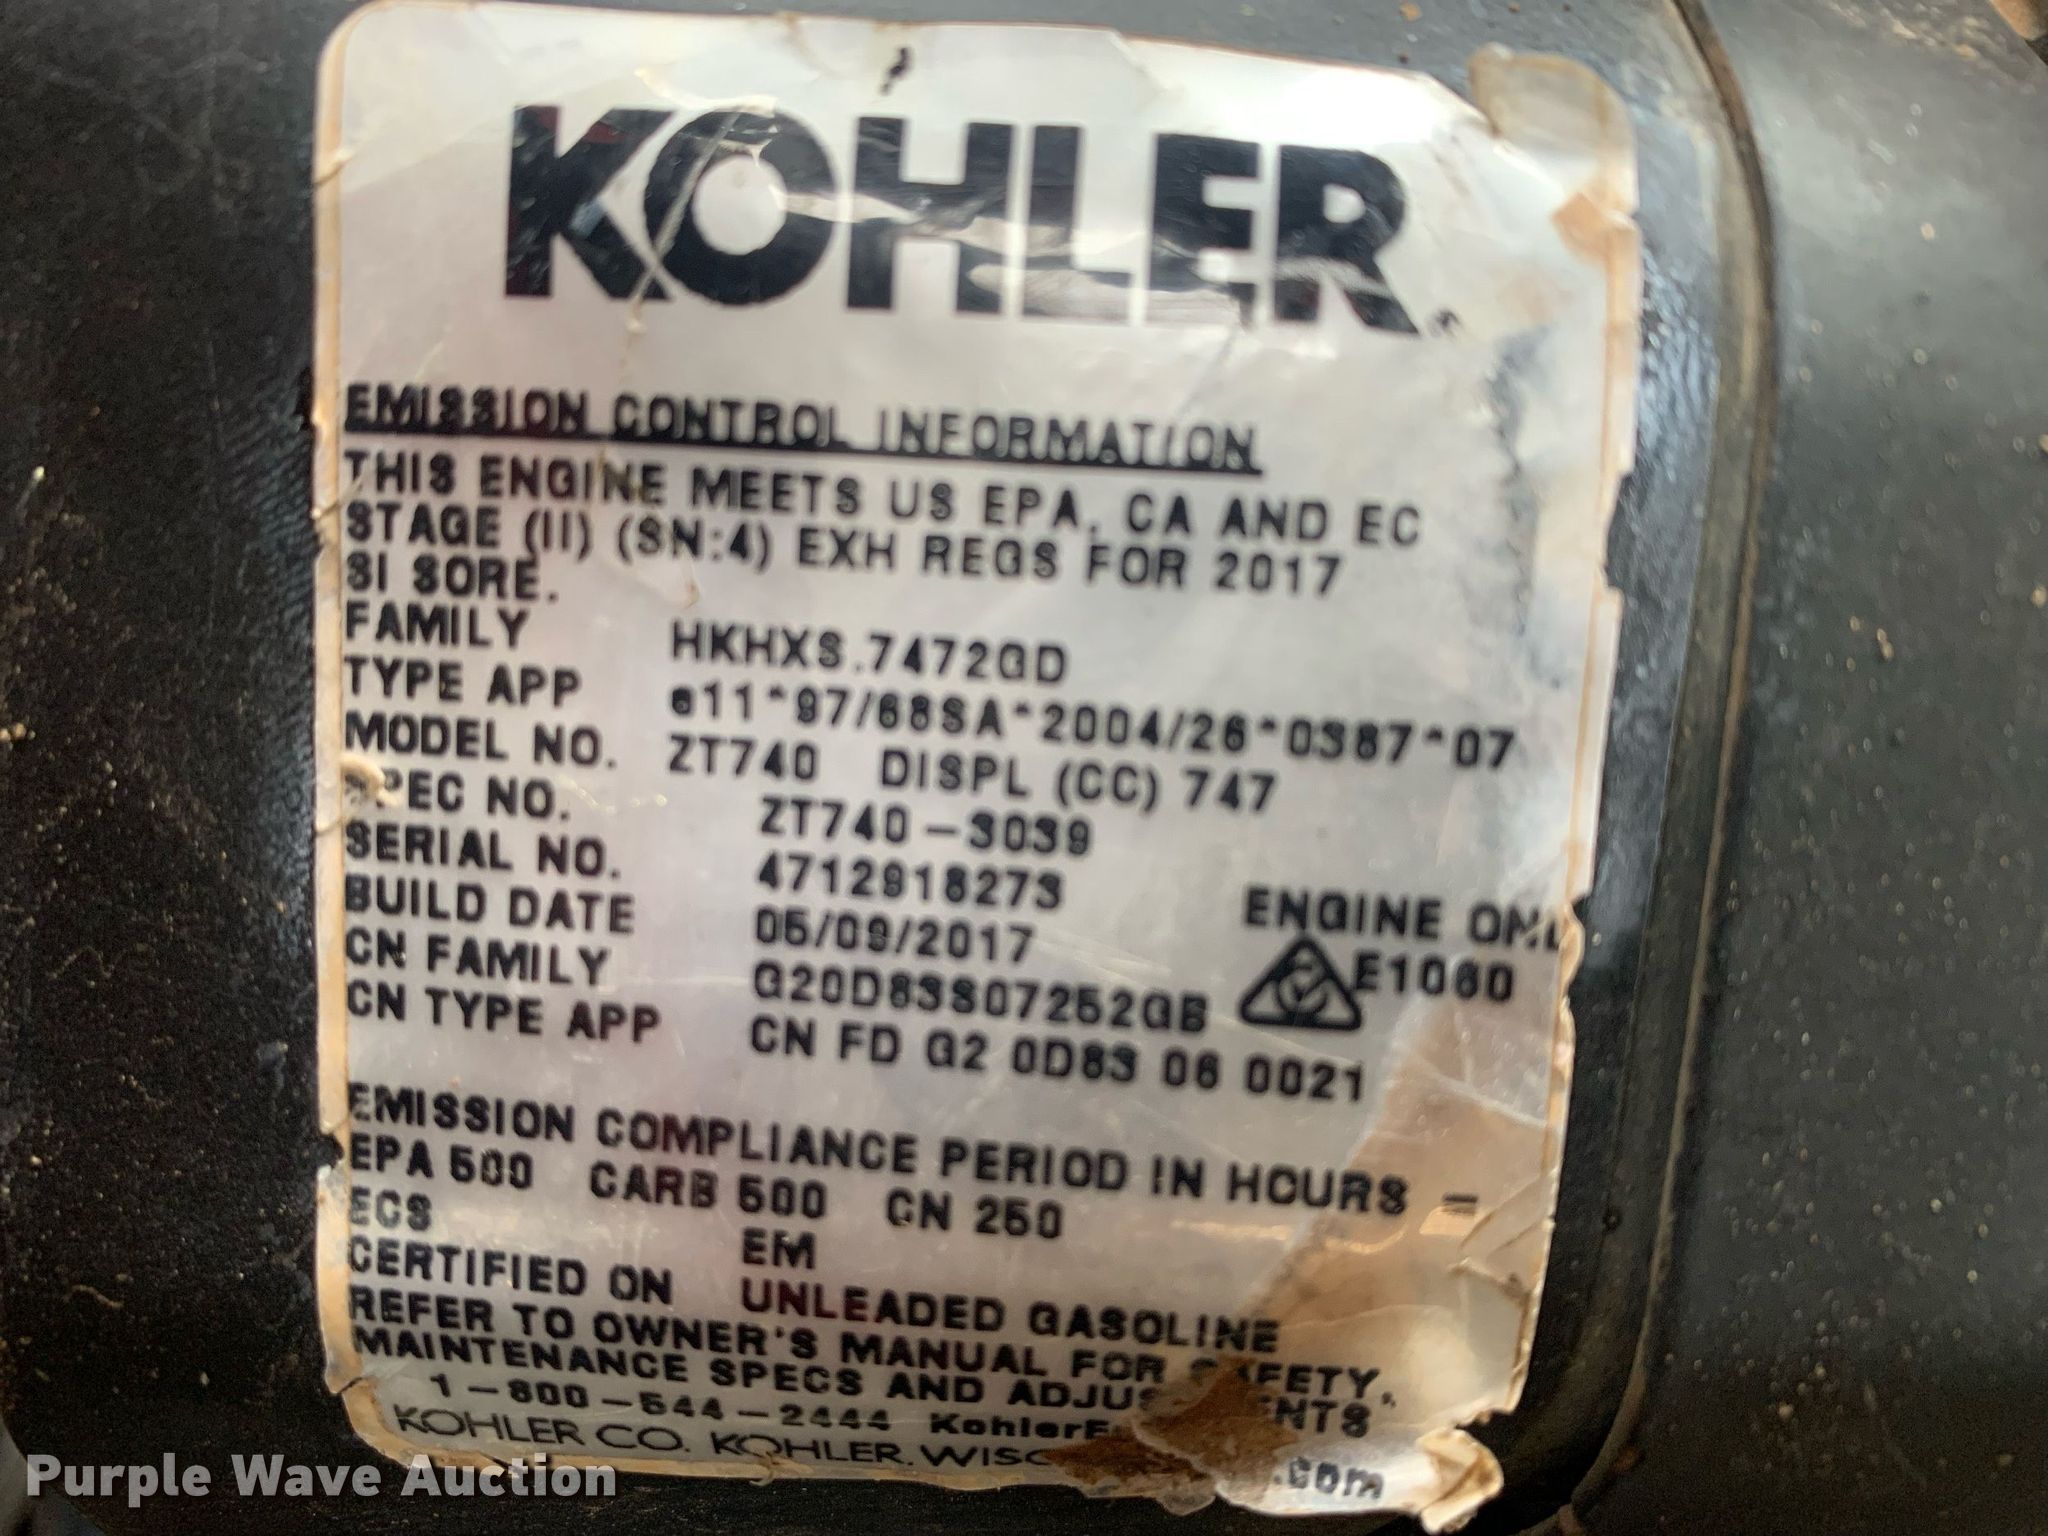 KOHLER.
EMISSION CONTROL INFORMATION
THIS ENGINE MEETS US EPA, CA AND EC
STAGE (II) (SN:4) EXH REGS FOR 2017
SI SORE.
FAMILY HKHXS.7472GD
TYPE APP e11*97/68SA*2004/26*0387*07
MODEL NO. ZT740 DISPL (CC) 747
SPEC NO. ZT740-3039
SERIAL NO. 4712918273
BUILD DATE 05/09/2017 ENGINE ONL
CN FAMILY G20D83S07252GB E1060
CN TYPE APP CN FD G2 0D83 06 0021
EMISSION COMPLIANCE PERIOD IN HOURS =
EPA 500 CARB 500 CN 250
ECS EM
CERTIFIED ON UNLEADED GASOLINE
REFER TO OWNER'S MANUAL FOR SAFETY,
MAINTENANCE SPECS AND
1-800-544-2444 .com
KOHLER CO. KOHLER, WISC
Purple Wave Auction